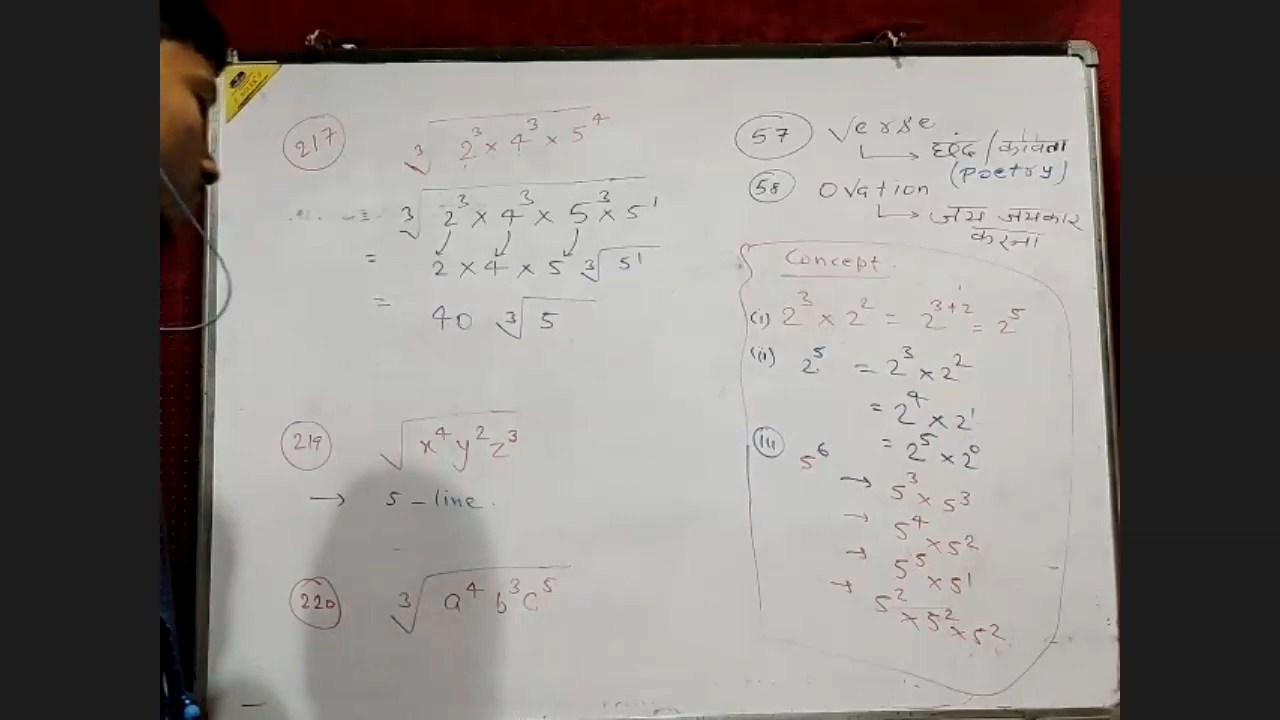 217
∛(2³ × 4³ × 5⁴)
∛(2³ × 4³ × 5³ × 5¹)
= 2 × 4 × 5 ∛5¹
= 40 ∛5
219
√(x⁴y²z³)
→ 5 - line.
220
∛(a⁴b³c⁵)
57 Verse
→ छंद / कविता
(poetry)
58 Ovation
→ जय जयकार
करना
Concept.
(i) 2³ × 2² = 2³⁺² = 2⁵
(ii) 2⁵ = 2³ × 2²
= 2⁴ × 2¹
= 2⁵ × 2⁰
(iii) 5⁶
→ 5³ × 5³
→ 5⁴ × 5²
→ 5⁵ × 5¹
→ 5² × 5² × 5²